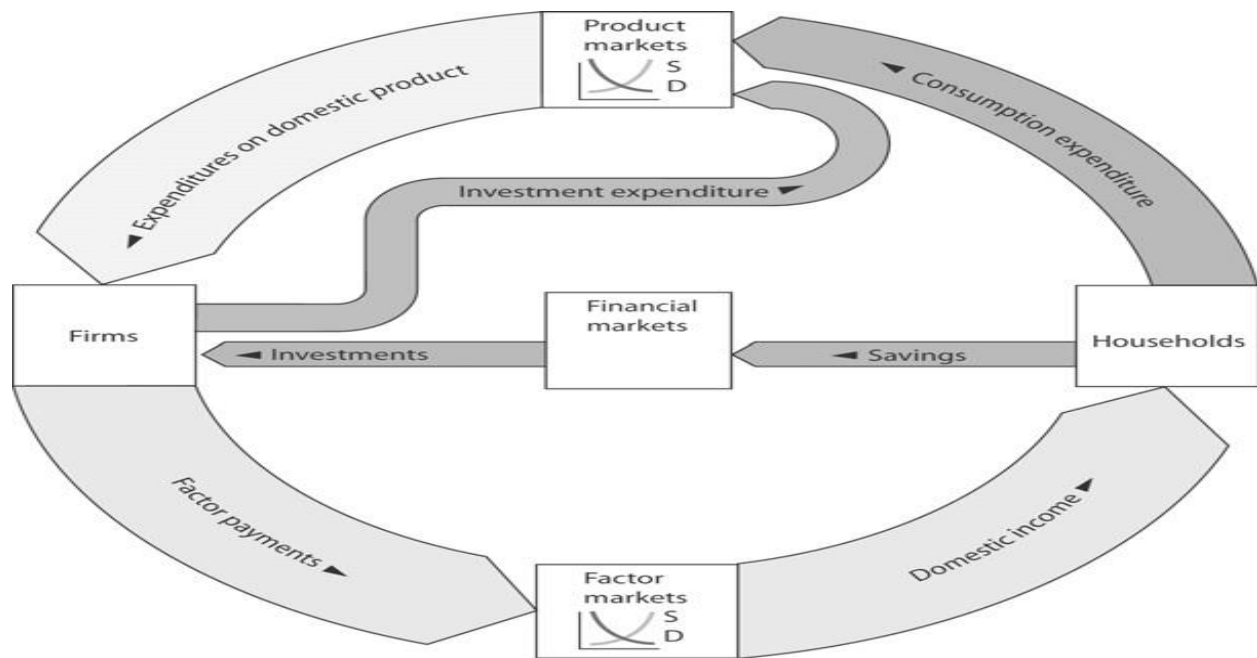 Product
markets
S
D
Expenditures on domestic product
Consumption expenditure
Investment expenditure
Firms
Financial
markets
Households
Investments
Savings
Factor payments
Domestic income
Factor
markets
S
D